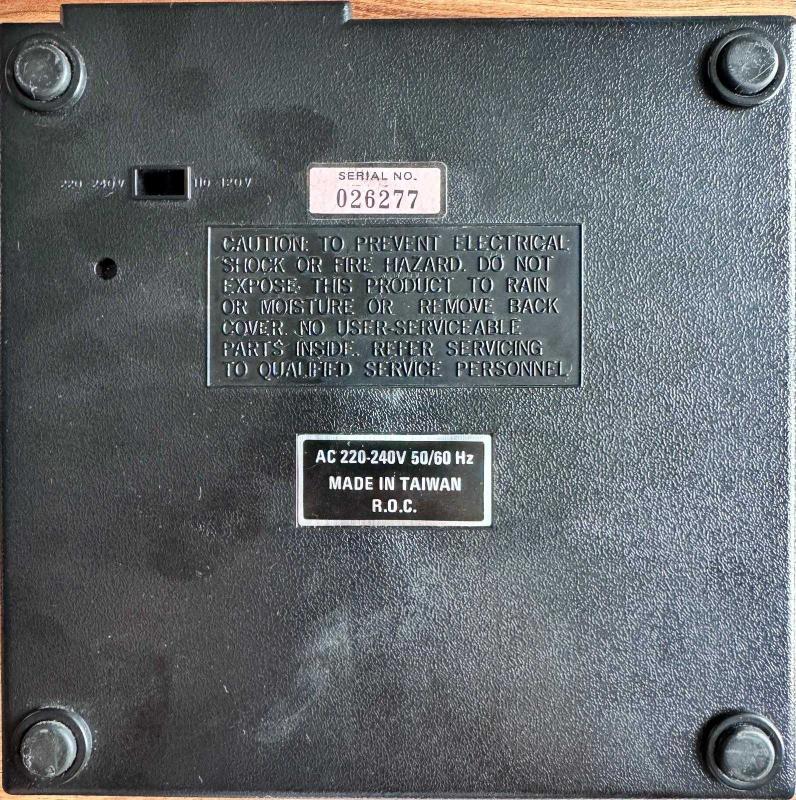 220-240V 110-120V
SERIAL NO.
026277
CAUTION: TO PREVENT ELECTRICAL
SHOCK OR FIRE HAZARD. DO NOT
EXPOSE THIS PRODUCT TO RAIN
OR MOISTURE OR REMOVE BACK
COVER. NO USER-SERVICEABLE
PARTS INSIDE. REFER SERVICING
TO QUALIFIED SERVICE PERSONNEL
AC 220-240V 50/60 Hz
MADE IN TAIWAN
R.O.C.